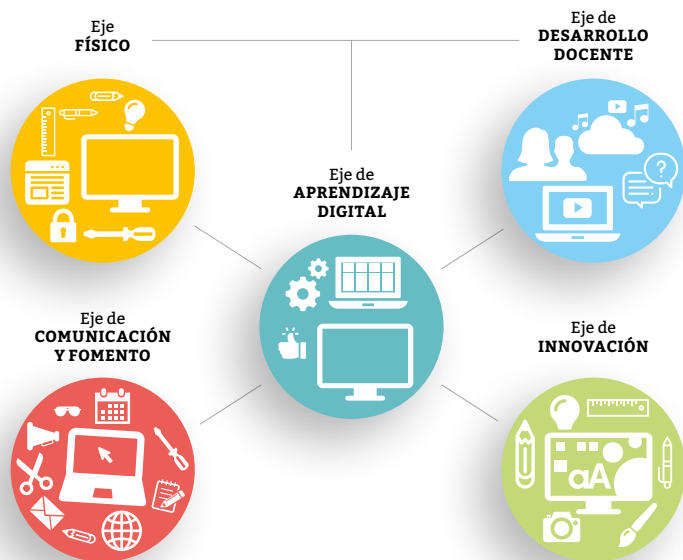 Eje
FÍSICO
Eje de
DESARROLLO
DOCENTE
Eje de
APRENDIZAJE
DIGITAL
Eje de
COMUNICACIÓN
Y FOMENTO
Eje de
INNOVACIÓN
?
aA